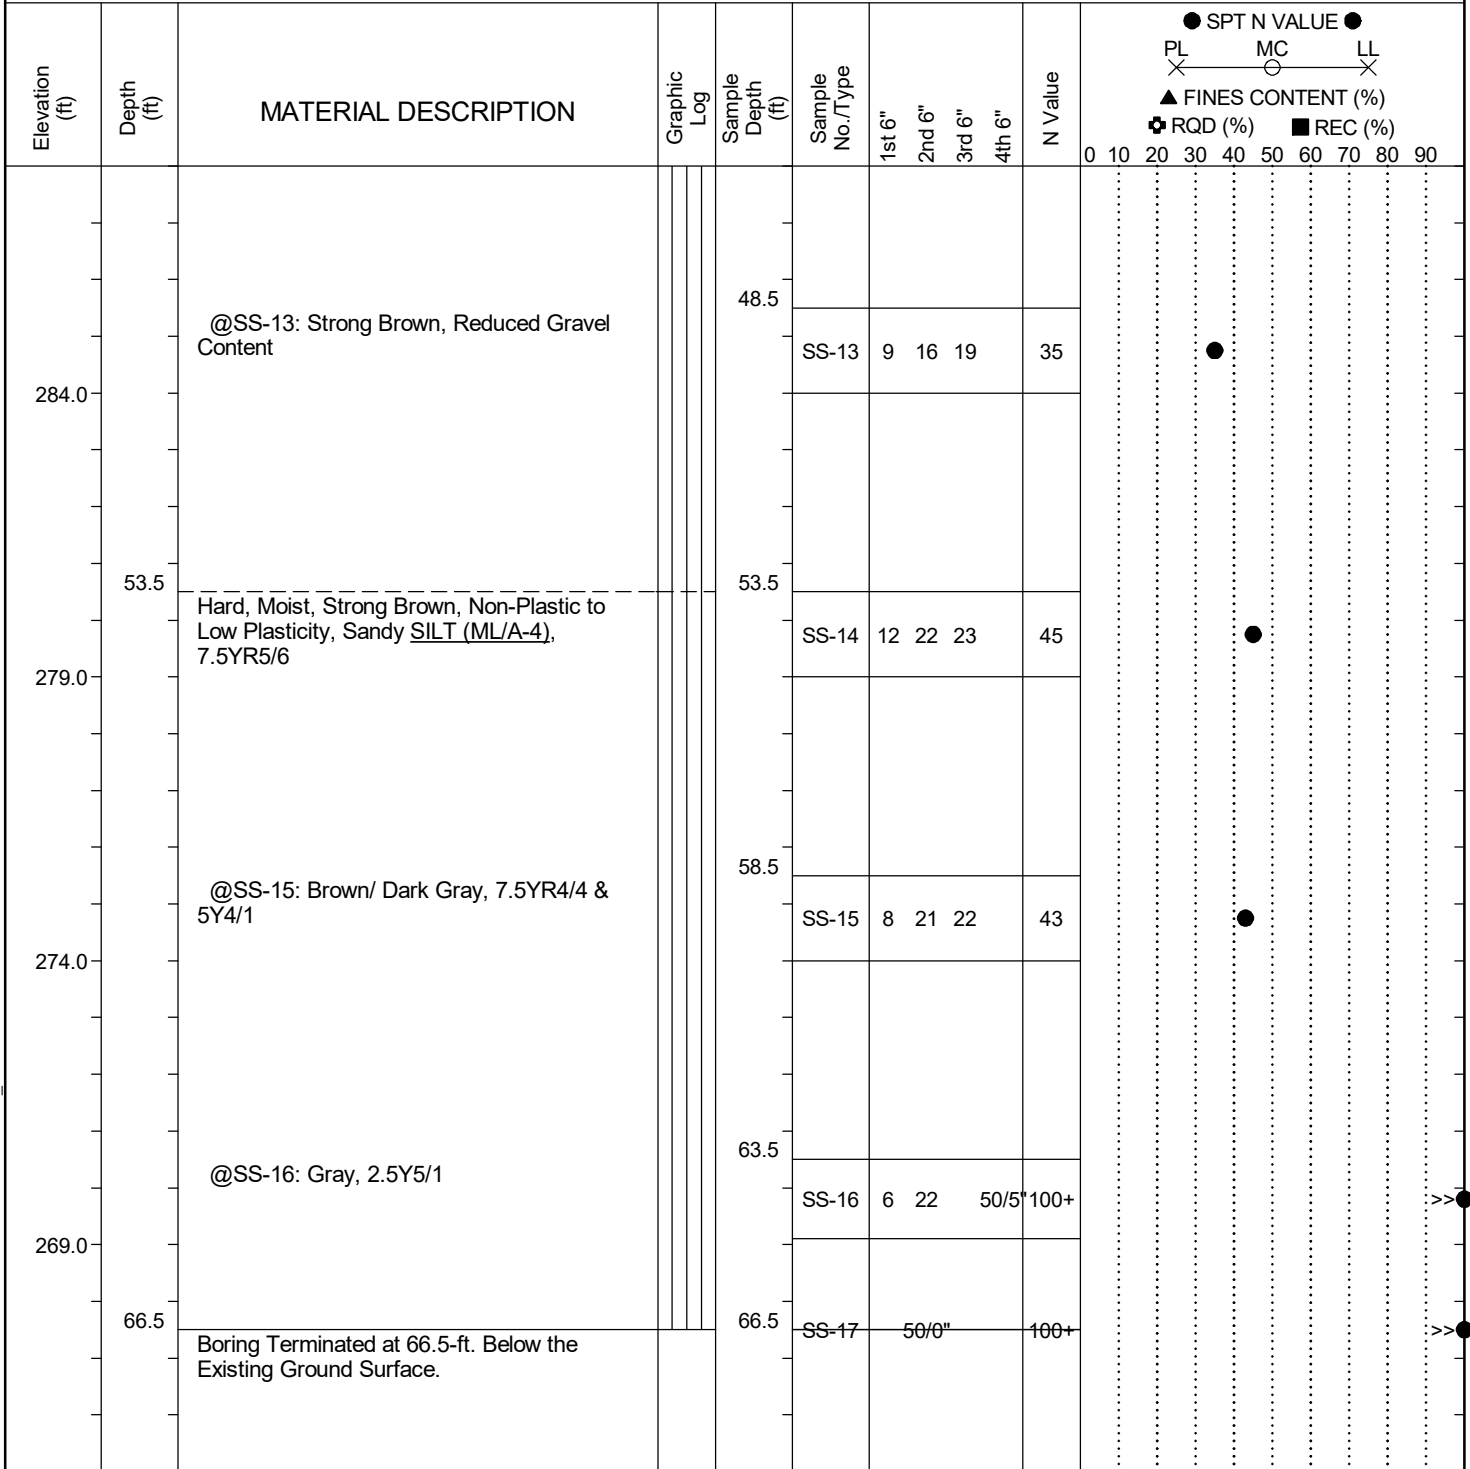 ● SPT N VALUE ●
PL MC LL
▲ FINES CONTENT (%)
RQD (%) ■ REC (%)
Elevation (ft)
Depth (ft)
MATERIAL DESCRIPTION
Graphic Log
Sample Depth (ft)
Sample No./Type
1st 6"
2nd 6"
3rd 6"
4th 6"
N Value
0 10 20 30 40 50 60 70 80 90
48.5
@SS-13: Strong Brown, Reduced Gravel
Content
SS-13 9 16 19 35
284.0
53.5 53.5
Hard, Moist, Strong Brown, Non-Plastic to
Low Plasticity, Sandy SILT (ML/A-4),
7.5YR5/6
SS-14 12 22 23 45
279.0
58.5
@SS-15: Brown/ Dark Gray, 7.5YR4/4 &
5Y4/1
SS-15 8 21 22 43
274.0
63.5
@SS-16: Gray, 2.5Y5/1
SS-16 6 22 50/5" 100+ >>
269.0
66.5 66.5
SS-17 50/0" 100+ >>
Boring Terminated at 66.5-ft. Below the
Existing Ground Surface.